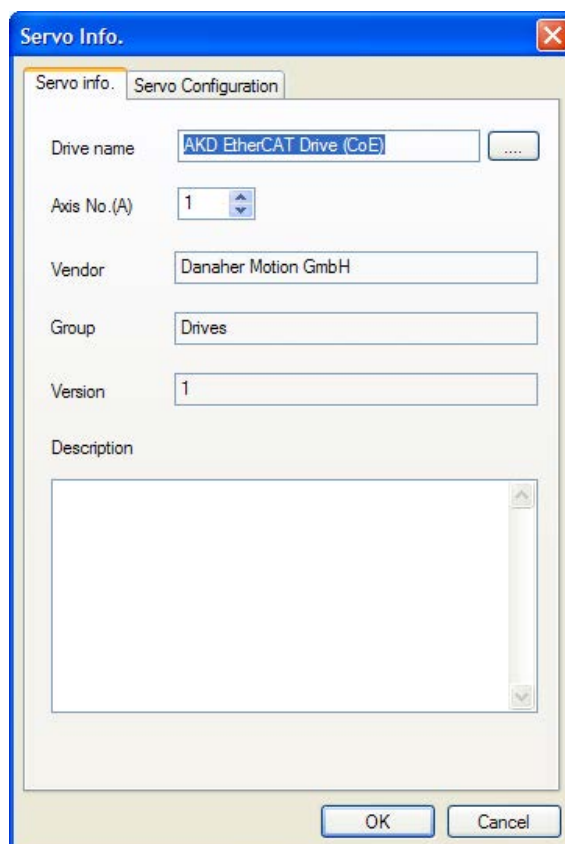 Servo Info.
Servo info. Servo Configuration
Drive name AKD EtherCAT Drive (CoE) ....
Axis No.(A) 1
Vendor Danaher Motion GmbH
Group Drives
Version 1
Description
OK Cancel